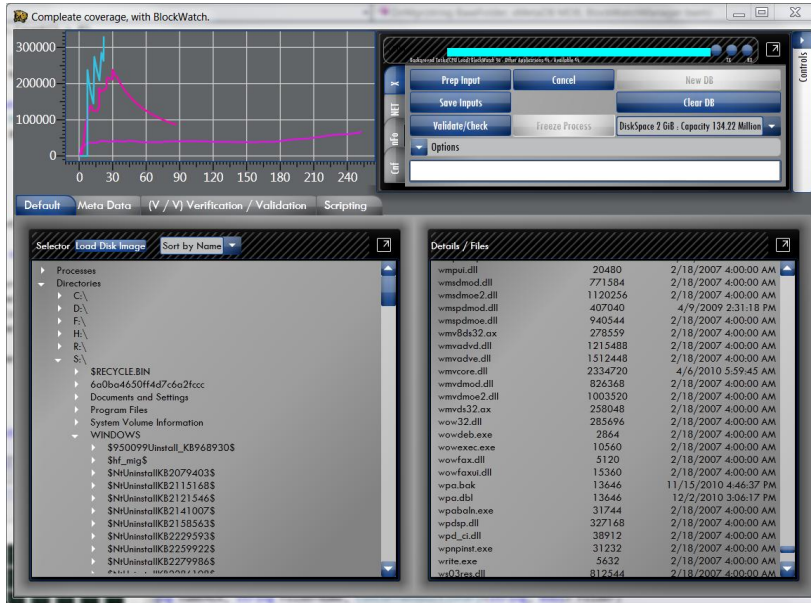 Compleate coverage, with BlockWatch.
300000
200000
100000
0
0 30 60 90 120 150 180 210 240
Prep Input Cancel New DB
Save Inputs Clear DB
Validate/Check Freeze Process DiskSpace 2 GiB : Capacity 134.22 Million
Options
X
NET
nFo
Cnf
Controls
Default Meta Data (V / V) Verification / Validation Scripting
Selector Load Disk Image Sort by Name
Processes
Directories
C:\
D:\
F:\
H:\
R:\
S:\
$RECYCLE.BIN
6a0ba4650ff4d7c6a2fccc
Documents and Settings
Program Files
System Volume Information
WINDOWS
$950099Uinstall_KB968930$
$hf_mig$
$NtUninstallKB2079403$
$NtUninstallKB2115168$
$NtUninstallKB2121546$
$NtUninstallKB2141007$
$NtUninstallKB2158563$
$NtUninstallKB2229593$
$NtUninstallKB2259922$
$NtUninstallKB2279986$
Details / Files
wmpui.dll 20480 2/18/2007 4:00:00 AM
wmsdmod.dll 771584 2/18/2007 4:00:00 AM
wmsdmoe2.dll 1120256 2/18/2007 4:00:00 AM
wmspdmod.dll 407040 4/9/2009 2:31:18 PM
wmspdmoe.dll 940544 2/18/2007 4:00:00 AM
wmv8ds32.ax 278559 2/18/2007 4:00:00 AM
wmvadvd.dll 1215488 2/18/2007 4:00:00 AM
wmvadve.dll 1512448 2/18/2007 4:00:00 AM
wmvcore.dll 2334720 4/6/2010 5:59:45 AM
wmvdmod.dll 826368 2/18/2007 4:00:00 AM
wmvdmoe2.dll 1003520 2/18/2007 4:00:00 AM
wmvds32.ax 258048 2/18/2007 4:00:00 AM
wow32.dll 285696 2/18/2007 4:00:00 AM
wowdeb.exe 2864 2/18/2007 4:00:00 AM
wowexec.exe 10560 2/18/2007 4:00:00 AM
wowfax.dll 5120 2/18/2007 4:00:00 AM
wowfaxui.dll 15360 2/18/2007 4:00:00 AM
wpa.bak 13646 11/15/2010 4:46:37 PM
wpa.dbl 13646 12/2/2010 3:06:17 PM
wpabaln.exe 31744 2/18/2007 4:00:00 AM
wpdsp.dll 327168 2/18/2007 4:00:00 AM
wpd_ci.dll 38912 2/18/2007 4:00:00 AM
wpnpinst.exe 31232 2/18/2007 4:00:00 AM
write.exe 5632 2/18/2007 4:00:00 AM
ws03res.dll 812544 2/18/2007 4:00:00 AM